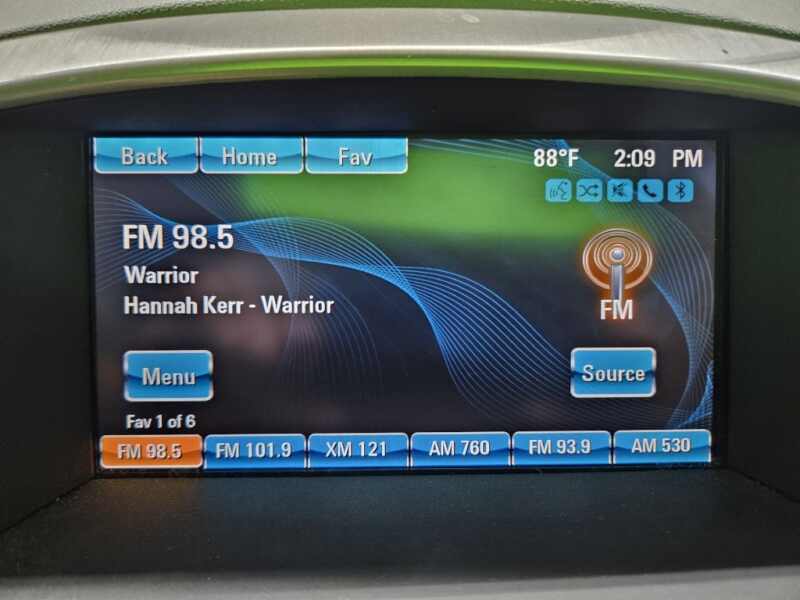 Back Home Fav 88°F 2:09 PM
FM 98.5
Warrior
Hannah Kerr - Warrior
FM
Menu
Source
Fav 1 of 6
FM 98.5 FM 101.9 XM 121 AM 760 FM 93.9 AM 530